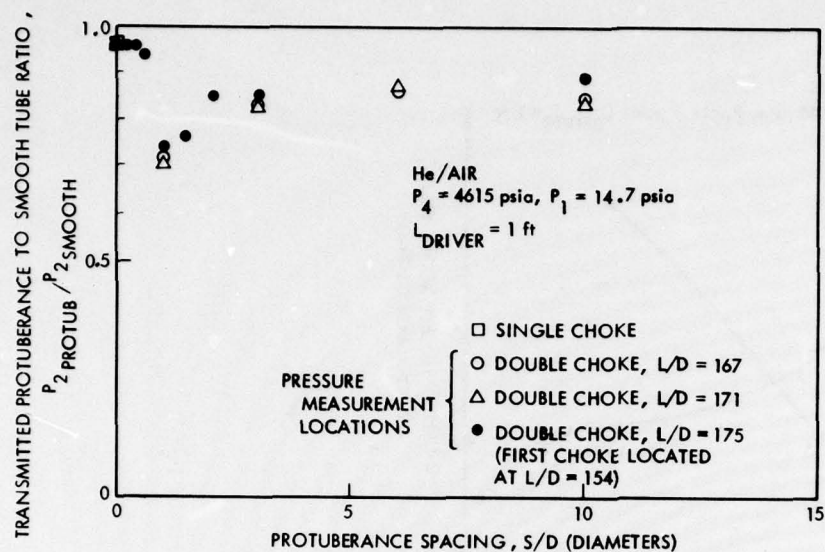 TRANSMITTED PROTUBERANCE TO SMOOTH TUBE RATIO,
P2 PROTUB / P2 SMOOTH
1.0
0.5
0
He/AIR
P4 = 4615 psia, P1 = 14.7 psia
LDRIVER = 1 ft
□ SINGLE CHOKE
○ DOUBLE CHOKE, L/D = 167
△ DOUBLE CHOKE, L/D = 171
● DOUBLE CHOKE, L/D = 175
(FIRST CHOKE LOCATED
AT L/D = 154)
PRESSURE
MEASUREMENT
LOCATIONS
0 5 10 15
PROTUBERANCE SPACING, S/D (DIAMETERS)